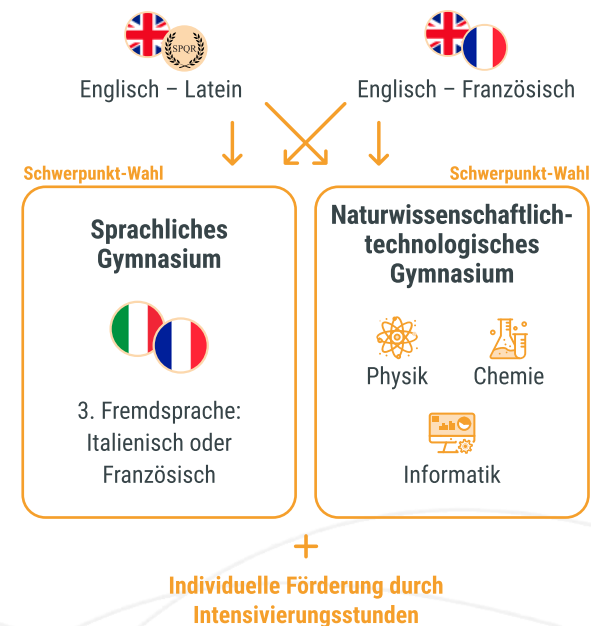 SPQR
Englisch – Latein
Englisch – Französisch
Schwerpunkt-Wahl
Schwerpunkt-Wahl
Sprachliches
Gymnasium
3. Fremdsprache:
Italienisch oder
Französisch
Naturwissenschaftlich-
technologisches
Gymnasium
Physik
Chemie
Informatik
+
Individuelle Förderung durch
Intensivierungsstunden